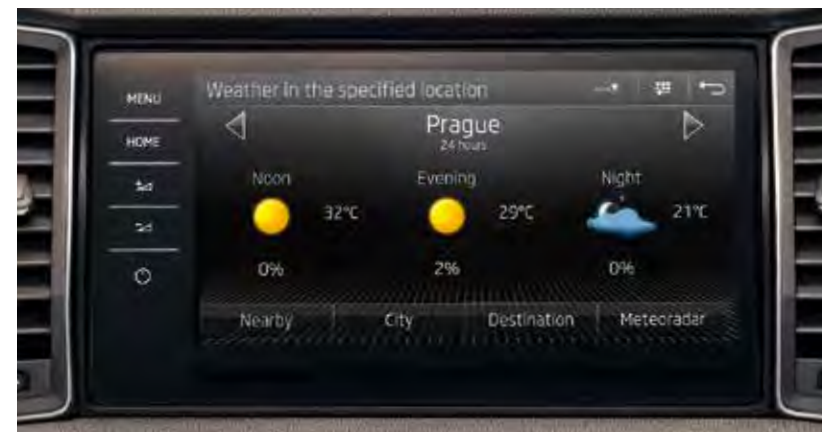 MENU
HOME
Weather in the specified location
Prague
24 hours
Noon Evening Night
32°C 29°C 21°C
0% 2% 0%
Nearby City Destination Meteoradar